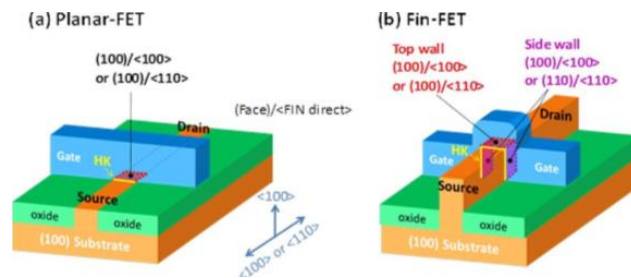 (a) Planar-FET
(100)/<100>
or (100)/<110>
(Face)/<FIN direct>
Drain
HK
Gate
Source
oxide
oxide
(100) Substrate
<100>
<100> or <110>
(b) Fin-FET
Top wall
(100)/<100>
or (100)/<110>
Side wall
(100)/<100>
or (110)/<110>
Drain
HK
Gate
Gate
Source
oxide
oxide
(100) Substrate